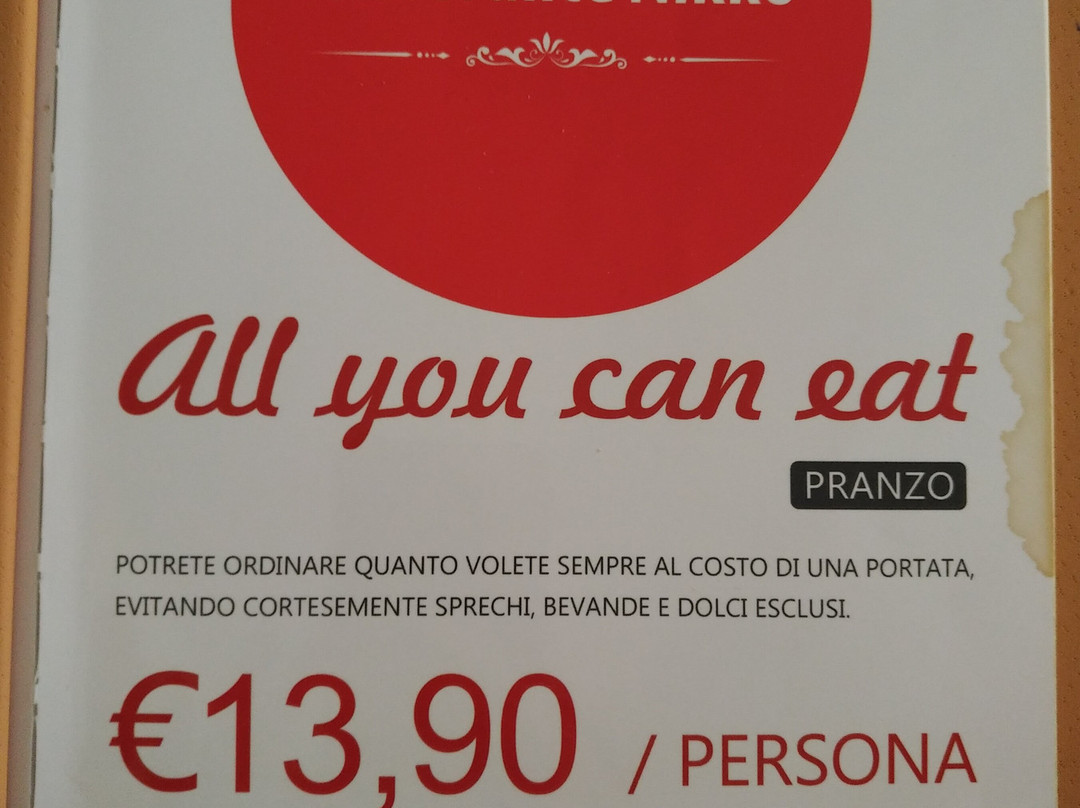 All you can eat
PRANZO
POTRETE ORDINARE QUANTO VOLETE SEMPRE AL COSTO DI UNA PORTATA,
EVITANDO CORTESEMENTE SPRECHI, BEVANDE E DOLCI ESCLUSI.
€13,90 / PERSONA